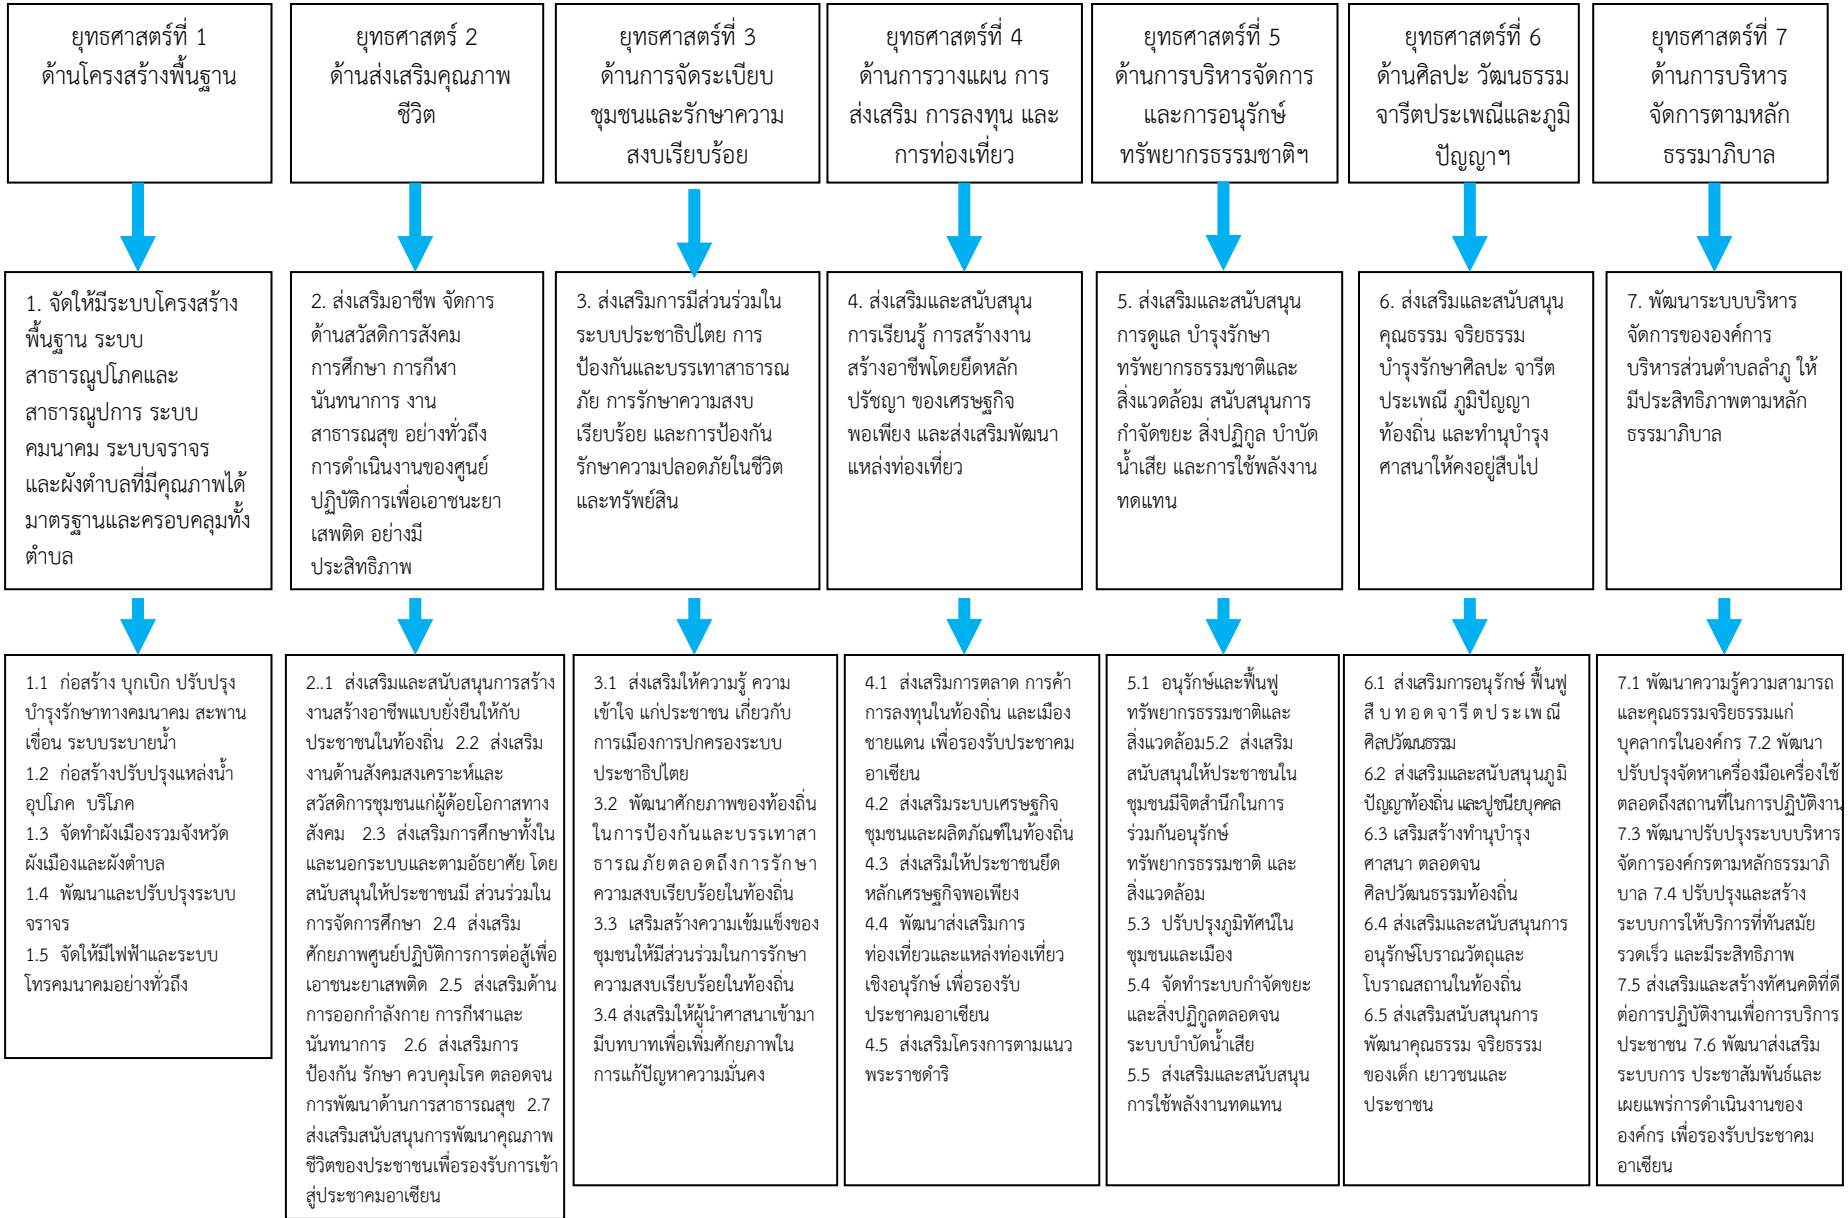 ยุทธศาสตร์ที่ 1
ด้านโครงสร้างพื้นฐาน
ยุทธศาสตร์ 2
ด้านส่งเสริมคุณภาพ
ชีวิต
ยุทธศาสตร์ที่ 3
ด้านการจัดระเบียบ
ชุมชนและรักษาความ
สงบเรียบร้อย
ยุทธศาสตร์ที่ 4
ด้านการวางแผน การ
ส่งเสริม การลงทุน และ
การท่องเที่ยว
ยุทธศาสตร์ที่ 5
ด้านการบริหารจัดการ
และการอนุรักษ์
ทรัพยากรธรรมชาติฯ
ยุทธศาสตร์ที่ 6
ด้านศิลปะ วัฒนธรรม
จารีตประเพณีและภูมิ
ปัญญาฯ
ยุทธศาสตร์ที่ 7
ด้านการบริหาร
จัดการตามหลัก
ธรรมาภิบาล
1. จัดให้มีระบบโครงสร้าง
พื้นฐาน ระบบ
สาธารณูปโภคและ
สาธารณูปการ ระบบ
คมนาคม ระบบจราจร
และผังตำบลที่มีคุณภาพได้
มาตรฐานและครอบคลุมทั้ง
ตำบล
2. ส่งเสริมอาชีพ จัดการ
ด้านสวัสดิการสังคม
การศึกษา การกีฬา
นันทนาการ งาน
สาธารณสุข อย่างทั่วถึง
การดำเนินงานของศูนย์
ปฏิบัติการเพื่อเอาชนะยา
เสพติด อย่างมี
ประสิทธิภาพ
3. ส่งเสริมการมีส่วนร่วมใน
ระบบประชาธิปไตย การ
ป้องกันและบรรเทาสาธารณ
ภัย การรักษาความสงบ
เรียบร้อย และการป้องกัน
รักษาความปลอดภัยในชีวิต
และทรัพย์สิน
4. ส่งเสริมและสนับสนุน
การเรียนรู้ การสร้างงาน
สร้างอาชีพโดยยึดหลัก
ปรัชญา ของเศรษฐกิจ
พอเพียง และส่งเสริมพัฒนา
แหล่งท่องเที่ยว
5. ส่งเสริมและสนับสนุน
การดูแล บำรุงรักษา
ทรัพยากรธรรมชาติและ
สิ่งแวดล้อม สนับสนุนการ
กำจัดขยะ สิ่งปฏิกูล บำบัด
น้ำเสีย และการใช้พลังงาน
ทดแทน
6. ส่งเสริมและสนับสนุน
คุณธรรม จริยธรรม
บำรุงรักษาศิลปะ จารีต
ประเพณี ภูมิปัญญา
ท้องถิ่น และทำนุบำรุง
ศาสนาให้คงอยู่สืบไป
7. พัฒนาระบบบริหาร
จัดการขององค์การ
บริหารส่วนตำบลลำภู ให้
มีประสิทธิภาพตามหลัก
ธรรมาภิบาล
1.1 ก่อสร้าง บุกเบิก ปรับปรุง
บำรุงรักษาทางคมนาคม สะพาน
เขื่อน ระบบระบายน้ำ
1.2 ก่อสร้างปรับปรุงแหล่งน้ำ
อุปโภค บริโภค
1.3 จัดทำผังเมืองรวมจังหวัด
ผังเมืองและผังตำบล
1.4 พัฒนาและปรับปรุงระบบ
จราจร
1.5 จัดให้มีไฟฟ้าและระบบ
โทรคมนาคมอย่างทั่วถึง
2..1 ส่งเสริมและสนับสนุนการสร้าง
งานสร้างอาชีพแบบยั่งยืนให้กับ
ประชาชนในท้องถิ่น 2.2 ส่งเสริม
งานด้านสังคมสงเคราะห์และ
สวัสดิการชุมชนแก่ผู้ด้อยโอกาสทาง
สังคม 2.3 ส่งเสริมการศึกษาทั้งใน
และนอกระบบและตามอัธยาศัย โดย
สนับสนุนให้ประชาชนมี ส่วนร่วมใน
การจัดการศึกษา 2.4 ส่งเสริม
ศักยภาพศูนย์ปฏิบัติการการต่อสู้เพื่อ
เอาชนะยาเสพติด 2.5 ส่งเสริมด้าน
การออกกำลังกาย การกีฬาและ
นันทนาการ 2.6 ส่งเสริมการ
ป้องกัน รักษา ควบคุมโรค ตลอดจน
การพัฒนาด้านการสาธารณสุข 2.7
ส่งเสริมสนับสนุนการพัฒนาคุณภาพ
ชีวิตของประชาชนเพื่อรองรับการเข้า
สู่ประชาคมอาเซียน
3.1 ส่งเสริมให้ความรู้ ความ
เข้าใจ แก่ประชาชน เกี่ยวกับ
การเมืองการปกครองระบบ
ประชาธิปไตย
3.2 พัฒนาศักยภาพของท้องถิ่น
ในการป้องกันและบรรเทาสา
ธารณภัยตลอดถึงการรักษา
ความสงบเรียบร้อยในท้องถิ่น
3.3 เสริมสร้างความเข้มแข็งของ
ชุมชนให้มีส่วนร่วมในการรักษา
ความสงบเรียบร้อยในท้องถิ่น
3.4 ส่งเสริมให้ผู้นำศาสนาเข้ามา
มีบทบาทเพื่อเพิ่มศักยภาพใน
การแก้ปัญหาความมั่นคง
4.1 ส่งเสริมการตลาด การค้า
การลงทุนในท้องถิ่น และเมือง
ชายแดน เพื่อรองรับประชาคม
อาเซียน
4.2 ส่งเสริมระบบเศรษฐกิจ
ชุมชนและผลิตภัณฑ์ในท้องถิ่น
4.3 ส่งเสริมให้ประชาชนยึด
หลักเศรษฐกิจพอเพียง
4.4 พัฒนาส่งเสริมการ
ท่องเที่ยวและแหล่งท่องเที่ยว
เชิงอนุรักษ์ เพื่อรองรับ
ประชาคมอาเซียน
4.5 ส่งเสริมโครงการตามแนว
พระราชดำริ
5.1 อนุรักษ์และฟื้นฟู
ทรัพยากรธรรมชาติและ
สิ่งแวดล้อม5.2 ส่งเสริม
สนับสนุนให้ประชาชนใน
ชุมชนมีจิตสำนึกในการ
ร่วมกันอนุรักษ์
ทรัพยากรธรรมชาติ และ
สิ่งแวดล้อม
5.3 ปรับปรุงภูมิทัศน์ใน
ชุมชนและเมือง
5.4 จัดทำระบบกำจัดขยะ
และสิ่งปฏิกูลตลอดจน
ระบบบำบัดน้ำเสีย
5.5 ส่งเสริมและสนับสนุน
การใช้พลังงานทดแทน
6.1 ส่งเสริมการอนุรักษ์ ฟื้นฟู
สืบทอดจารีตประเพณี
ศิลปวัฒนธรรม
6.2 ส่งเสริมและสนับสนุนภูมิ
ปัญญาท้องถิ่น และปูชนียบุคคล
6.3 เสริมสร้างทำนุบำรุง
ศาสนา ตลอดจน
ศิลปวัฒนธรรมท้องถิ่น
6.4 ส่งเสริมและสนับสนุนการ
อนุรักษ์โบราณวัตถุและ
โบราณสถานในท้องถิ่น
6.5 ส่งเสริมสนับสนุนการ
พัฒนาคุณธรรม จริยธรรม
ของเด็ก เยาวชนและ
ประชาชน
7.1 พัฒนาความรู้ความสามารถ
และคุณธรรมจริยธรรมแก่
บุคลากรในองค์กร 7.2 พัฒนา
ปรับปรุงจัดหาเครื่องมือเครื่องใช้
ตลอดถึงสถานที่ในการปฏิบัติงาน
7.3 พัฒนาปรับปรุงระบบบริหาร
จัดการองค์กรตามหลักธรรมาภิ
บาล 7.4 ปรับปรุงและสร้าง
ระบบการให้บริการที่ทันสมัย
รวดเร็ว และมีระสิทธิภาพ
7.5 ส่งเสริมและสร้างทัศนคติที่ดี
ต่อการปฏิบัติงานเพื่อการบริการ
ประชาชน 7.6 พัฒนาส่งเสริม
ระบบการ ประชาสัมพันธ์และ
เผยแพร่การดำเนินงานของ
องค์กร เพื่อรองรับประชาคม
อาเซียน